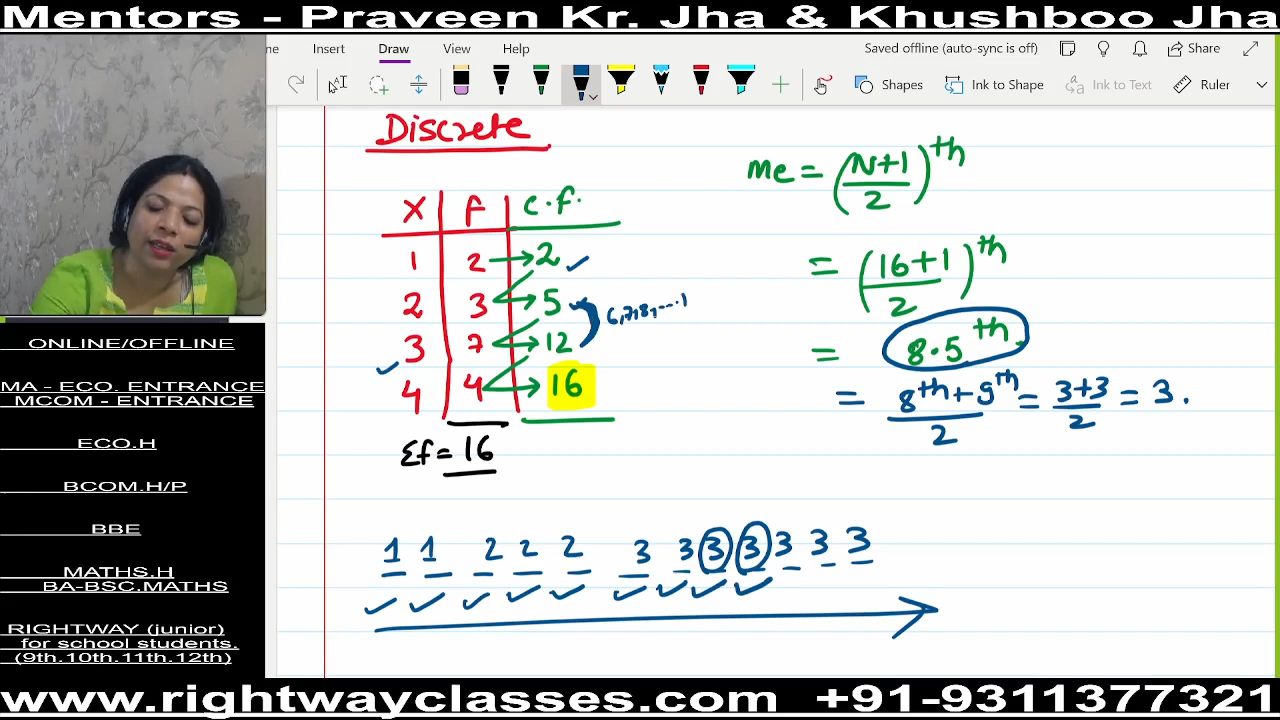 Mentors - Praveen Kr. Jha & Khushboo Jha
me Insert Draw View Help Saved offline (auto-sync is off) Share
Shapes Ink to Shape Ink to Text Ruler
Discrete
X f c.f.
1 2 2
2 3 5
3 7 12
4 4 16
Σf = 16
6,7,8,....1
me = (N+1/2)th
= (16+1/2)th
= 8.5th
= 8th+9th/2 = 3+3/2 = 3.
1 1 2 2 2 3 3 3 3 3 3 3
ONLINE/OFFLINE
MA - ECO. ENTRANCE
MCOM - ENTRANCE
ECO.H
BCOM.H/P
BBE
MATHS.H
BA-BSC.MATHS
RIGHTWAY (junior)
for school students.
(9th.10th.11th.12th)
www.rightwayclasses.com +91-9311377321